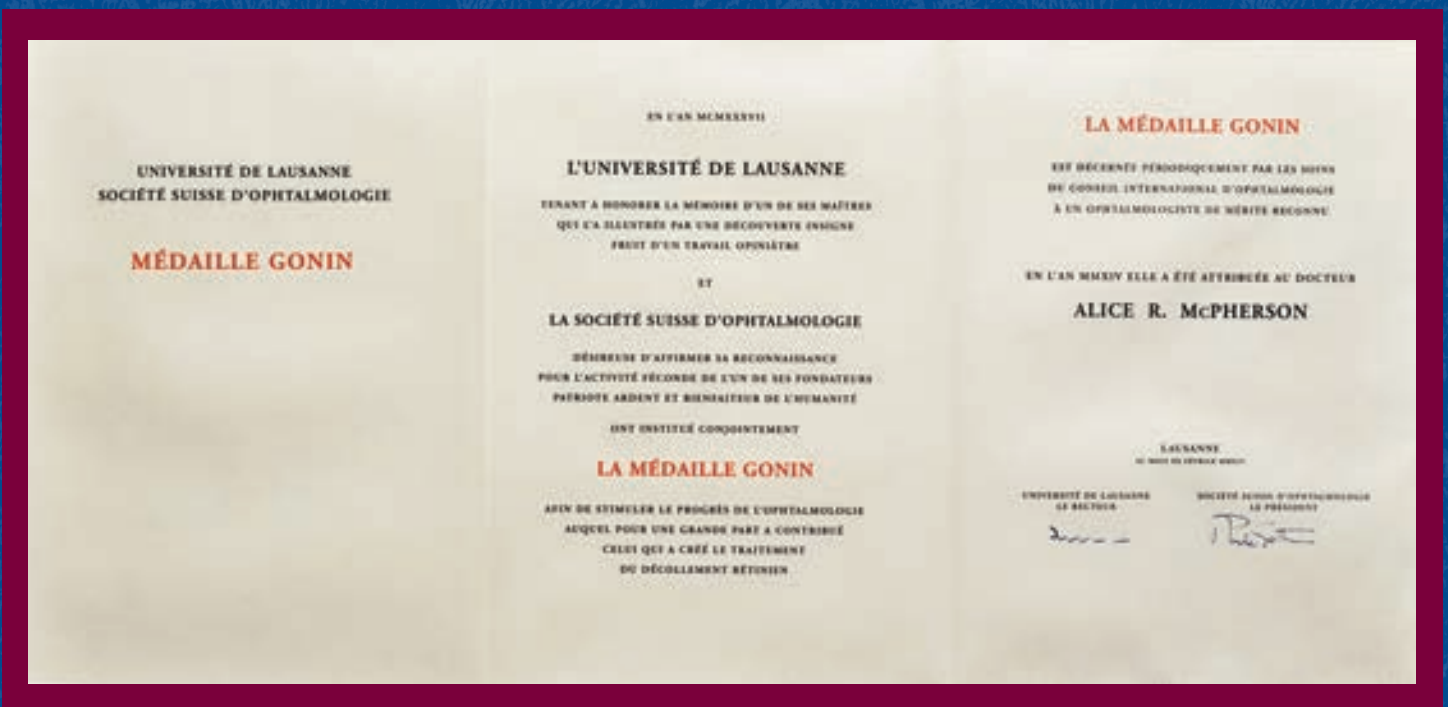 UNIVERSITÉ DE LAUSANNE
SOCIÉTÉ SUISSE D'OPHTALMOLOGIE
MÉDAILLE GONIN
EN L'AN MCMXXXVII
L'UNIVERSITÉ DE LAUSANNE
TENANT A HONORER LA MÉMOIRE D'UN DE SES MAÎTRES
QUI L'A ILLUSTRÉE PAR UNE DÉCOUVERTE INSIGNE
FRUIT D'UN TRAVAIL OPINIÂTRE
ET
LA SOCIÉTÉ SUISSE D'OPHTALMOLOGIE
DÉSIREUSE D'AFFIRMER SA RECONNAISSANCE
POUR L'ACTIVITÉ FÉCONDE DE L'UN DE SES FONDATEURS
PATRIOTE ARDENT ET BIENFAITEUR DE L'HUMANITÉ
ONT INSTITUÉ CONJOINTEMENT
LA MÉDAILLE GONIN
AFIN DE STIMULER LE PROGRÈS DE L'OPHTALMOLOGIE
AUQUEL POUR UNE GRANDE PART A CONTRIBUÉ
CELUI QUI A CRÉÉ LE TRAITEMENT
DU DÉCOLLEMENT RÉTINIEN
LA MÉDAILLE GONIN
EST DÉCERNÉE PÉRIODIQUEMENT PAR LES SOINS
DU CONSEIL INTERNATIONAL D'OPHTALMOLOGIE
À UN OPHTALMOLOGISTE DE MÉRITE RECONNU
EN L'AN MMXIV ELLE A ÉTÉ ATTRIBUÉE AU DOCTEUR
ALICE R. McPHERSON
LAUSANNE
AU MOIS DE FÉVRIER
UNIVERSITÉ DE LAUSANNE
LE RECTEUR
SOCIÉTÉ SUISSE D'OPHTALMOLOGIE
LE PRÉSIDENT